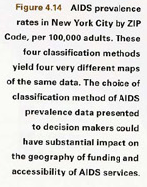 Figure 4.14 AIDS prevalence
rates in New York City by ZIP
Code, per 100,000 adults. These
four classification methods
yield four very different maps
of the same data. The choice of
classification method of AIDS
prevalence data presented
to decision makers could
have substantial impact on
the geography of funding and
accessibility of AIDS services.